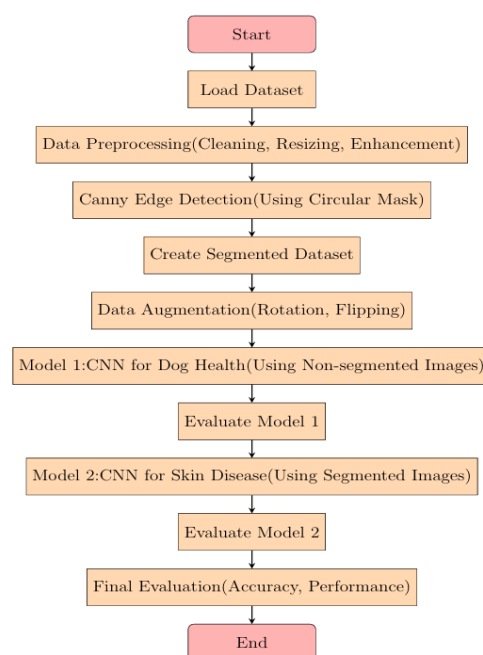 Start
Load Dataset
Data Preprocessing(Cleaning, Resizing, Enhancement)
Canny Edge Detection(Using Circular Mask)
Create Segmented Dataset
Data Augmentation(Rotation, Flipping)
Model 1:CNN for Dog Health(Using Non-segmented Images)
Evaluate Model 1
Model 2:CNN for Skin Disease(Using Segmented Images)
Evaluate Model 2
Final Evaluation(Accuracy, Performance)
End